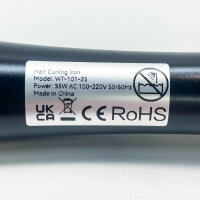 Hair Curling Iron
Model: WT-101-25
Power: 35W AC 100-220V 50/60Hz
Made in China
UK
CA
CE RoHS